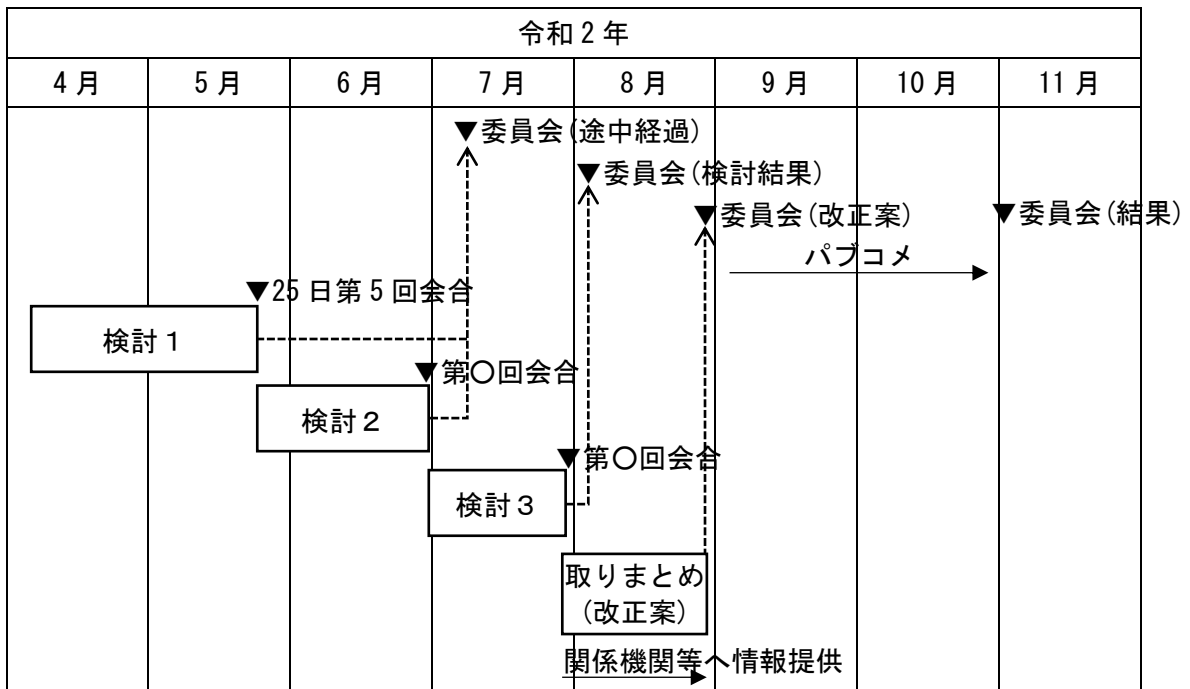 令和２年
４月 ５月 ６月 ７月 ８月 ９月 10月 11月
▼委員会(途中経過)
▼委員会(検討結果)
▼委員会(改正案) ▼委員会(結果)
パブコメ
▼25日第５回会合
検討１
▼第〇回会合
検討２
▼第〇回会合
検討３
取りまとめ
(改正案)
関係機関等へ情報提供